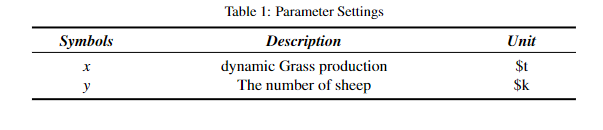 Table 1: Parameter Settings
Symbols Description Unit
x dynamic Grass production $t
y The number of sheep $k